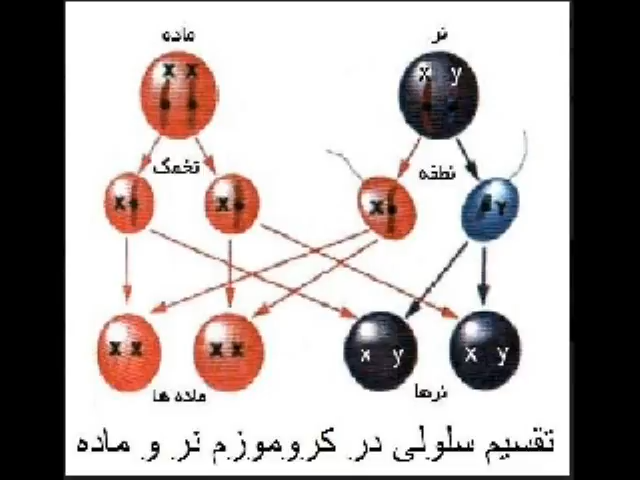 نر
ماده
x y
x x
نطفه
تخمک
x
x
x
Y
x x
x x
x y
x y
نرها
ماده ها
تقسیم سلولی در کروموزم نر و ماده